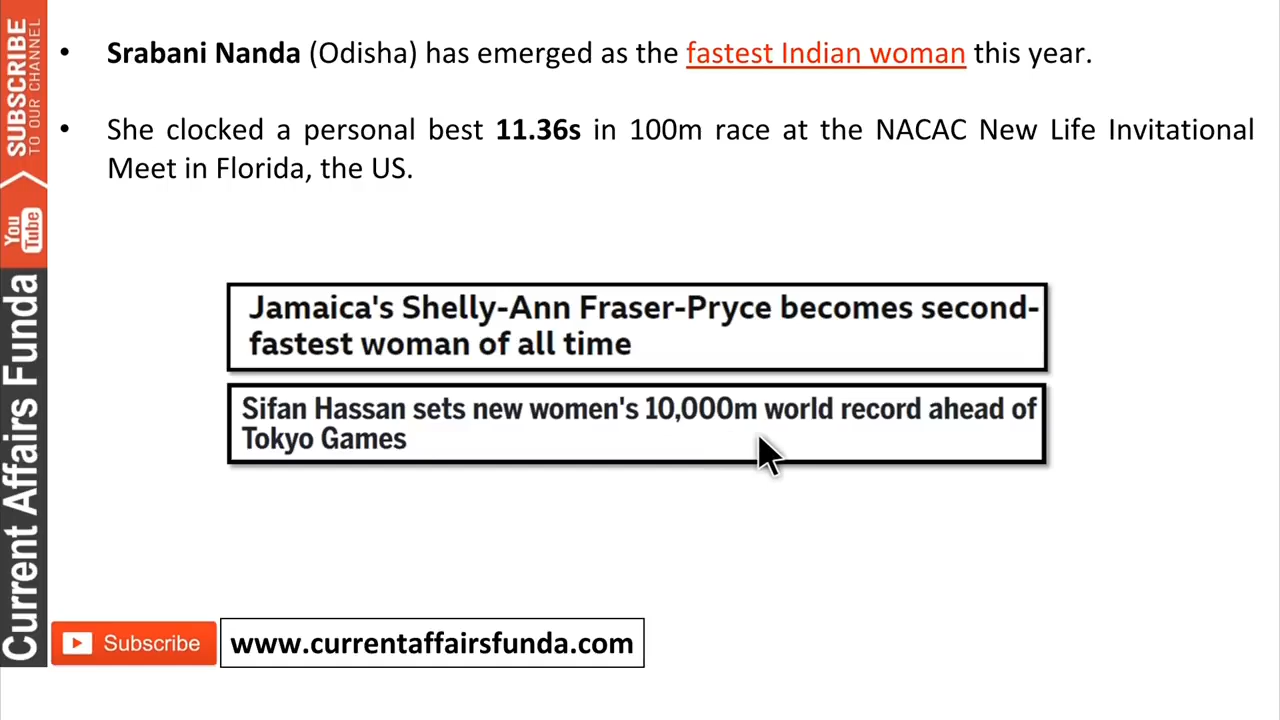 • Srabani Nanda (Odisha) has emerged as the fastest Indian woman this year.
• She clocked a personal best 11.36s in 100m race at the NACAC New Life Invitational
Meet in Florida, the US.
Jamaica's Shelly-Ann Fraser-Pryce becomes second-
fastest woman of all time
Sifan Hassan sets new women's 10,000m world record ahead of
Tokyo Games
SUBSCRIBE
TO OUR CHANNEL
You
Tube
Current Affairs Funda
Subscribe
www.currentaffairsfunda.com